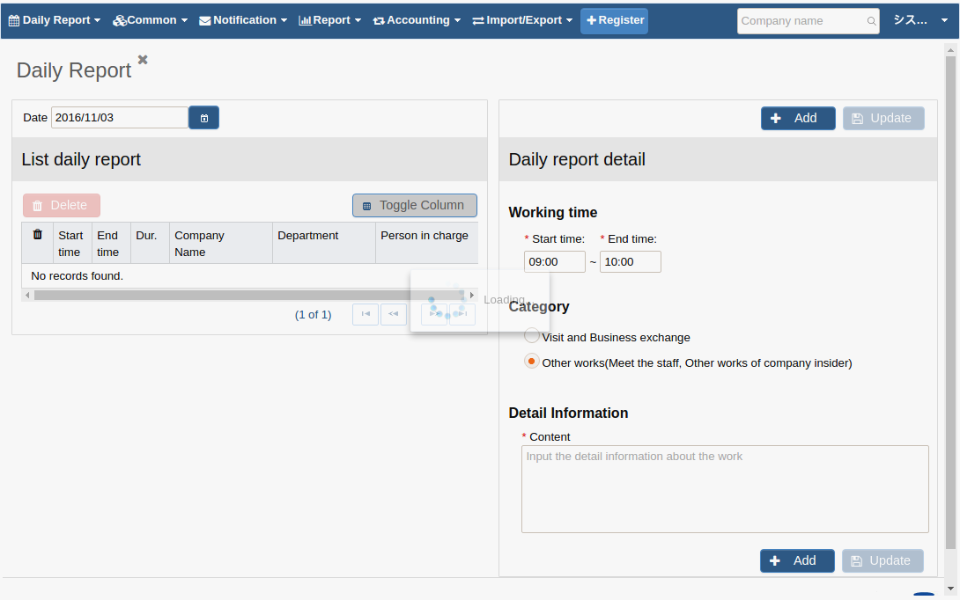 Daily Report Common Notification Report Accounting Import/Export Register Company name シス...
Daily Report
Date 2016/11/03
Add Update
List daily report
Daily report detail
Delete Toggle Column
Start time End time Dur. Company Name Department Person in charge
No records found.
(1 of 1)
Loading...
Working time
* Start time: * End time:
09:00 ~ 10:00
Category
Visit and Business exchange
Other works(Meet the staff, Other works of company insider)
Detail Information
* Content
Input the detail information about the work
Add Update